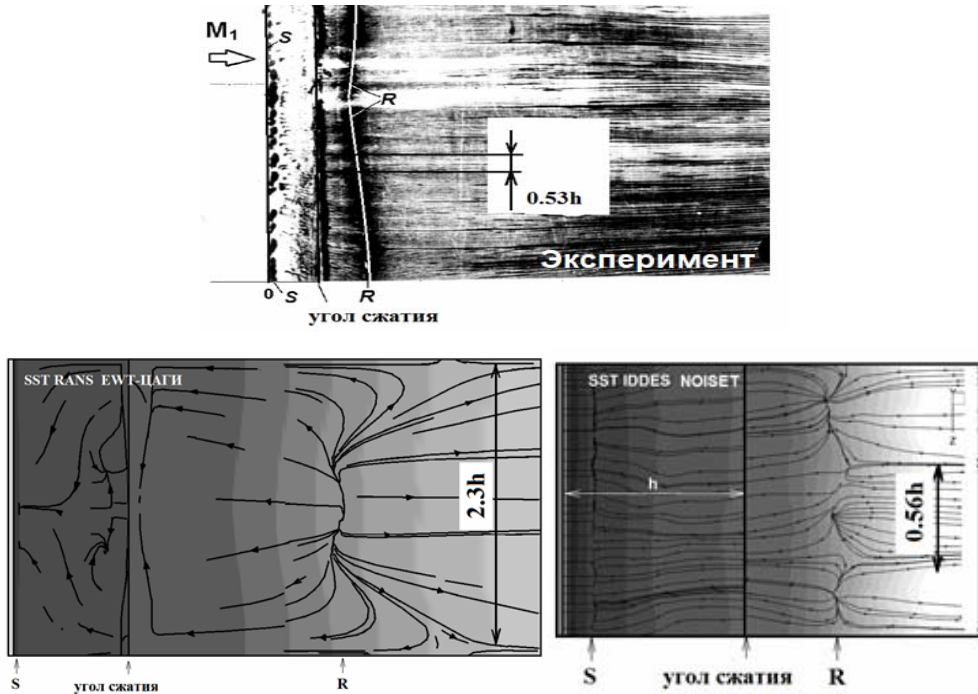 M₁
S
R
0.53h
Эксперимент
0 S R
угол сжатия
SST RANS EWT-ЦАГИ
2.3h
S угол сжатия R
SST IDDES NOISET
h
z
0.56h
S угол сжатия R